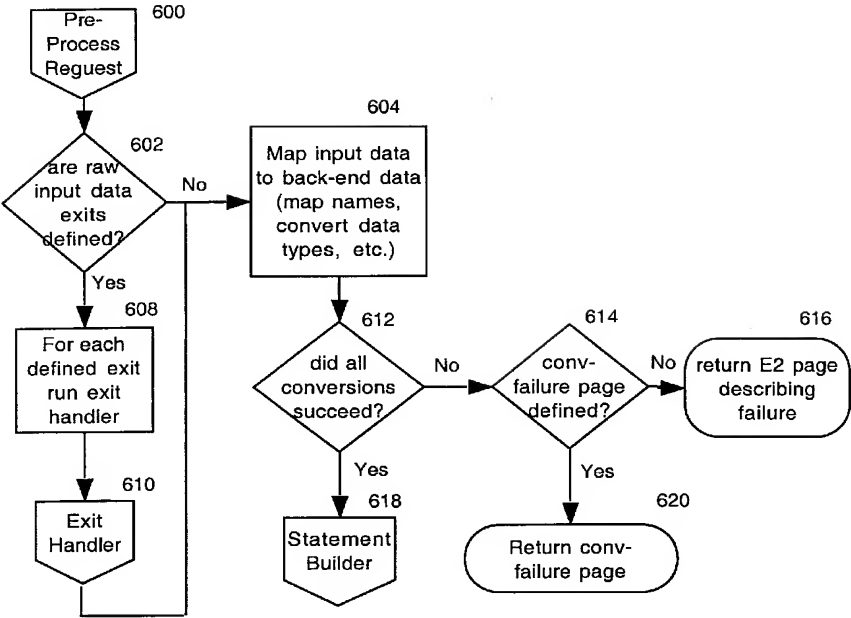 Pre-
Process
Reguest
600
602
are raw
input data
exits
defined?
No
Yes
604
Map input data
to back-end data
(map names,
convert data
types, etc.)
608
For each
defined exit
run exit
handler
610
Exit
Handler
612
did all
conversions
succeed?
No
Yes
614
conv-
failure page
defined?
No
Yes
616
return E2 page
describing
failure
618
Statement
Builder
620
Return conv-
failure page